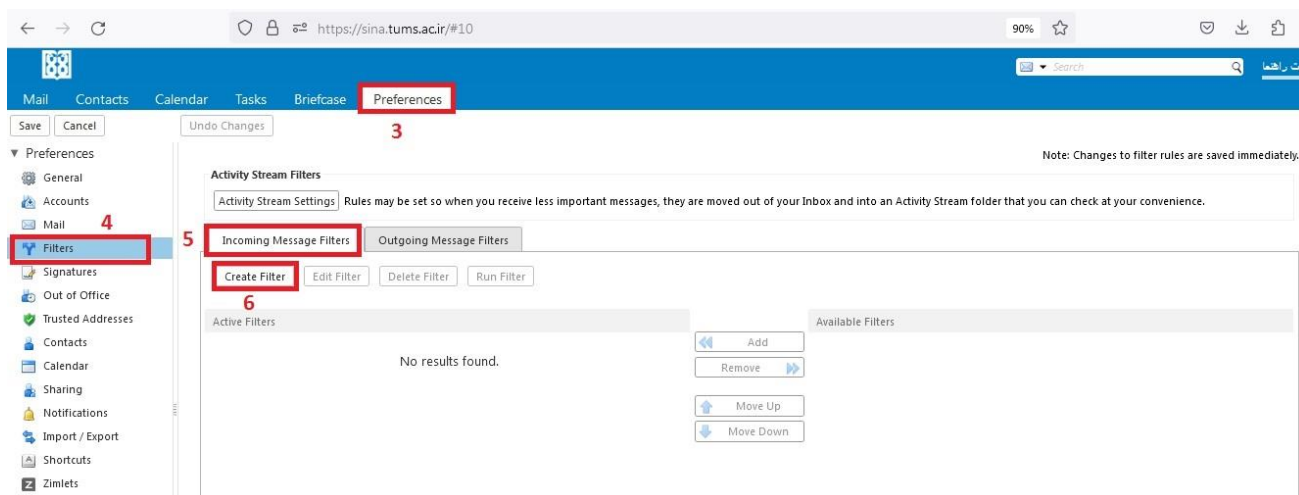 https://sina.tums.ac.ir/#10 90%
Search ت راهنما
Mail Contacts Calendar Tasks Briefcase Preferences
3
Save Cancel Undo Changes
Preferences
General
Accounts
Mail
4
Filters
Signatures
Out of Office
Trusted Addresses
Contacts
Calendar
Sharing
Notifications
Import / Export
Shortcuts
Zimlets
Note: Changes to filter rules are saved immediately.
Activity Stream Filters
Activity Stream Settings Rules may be set so when you receive less important messages, they are moved out of your Inbox and into an Activity Stream folder that you can check at your convenience.
5 Incoming Message Filters Outgoing Message Filters
Create Filter Edit Filter Delete Filter Run Filter
6
Active Filters Available Filters
No results found.
Add
Remove
Move Up
Move Down